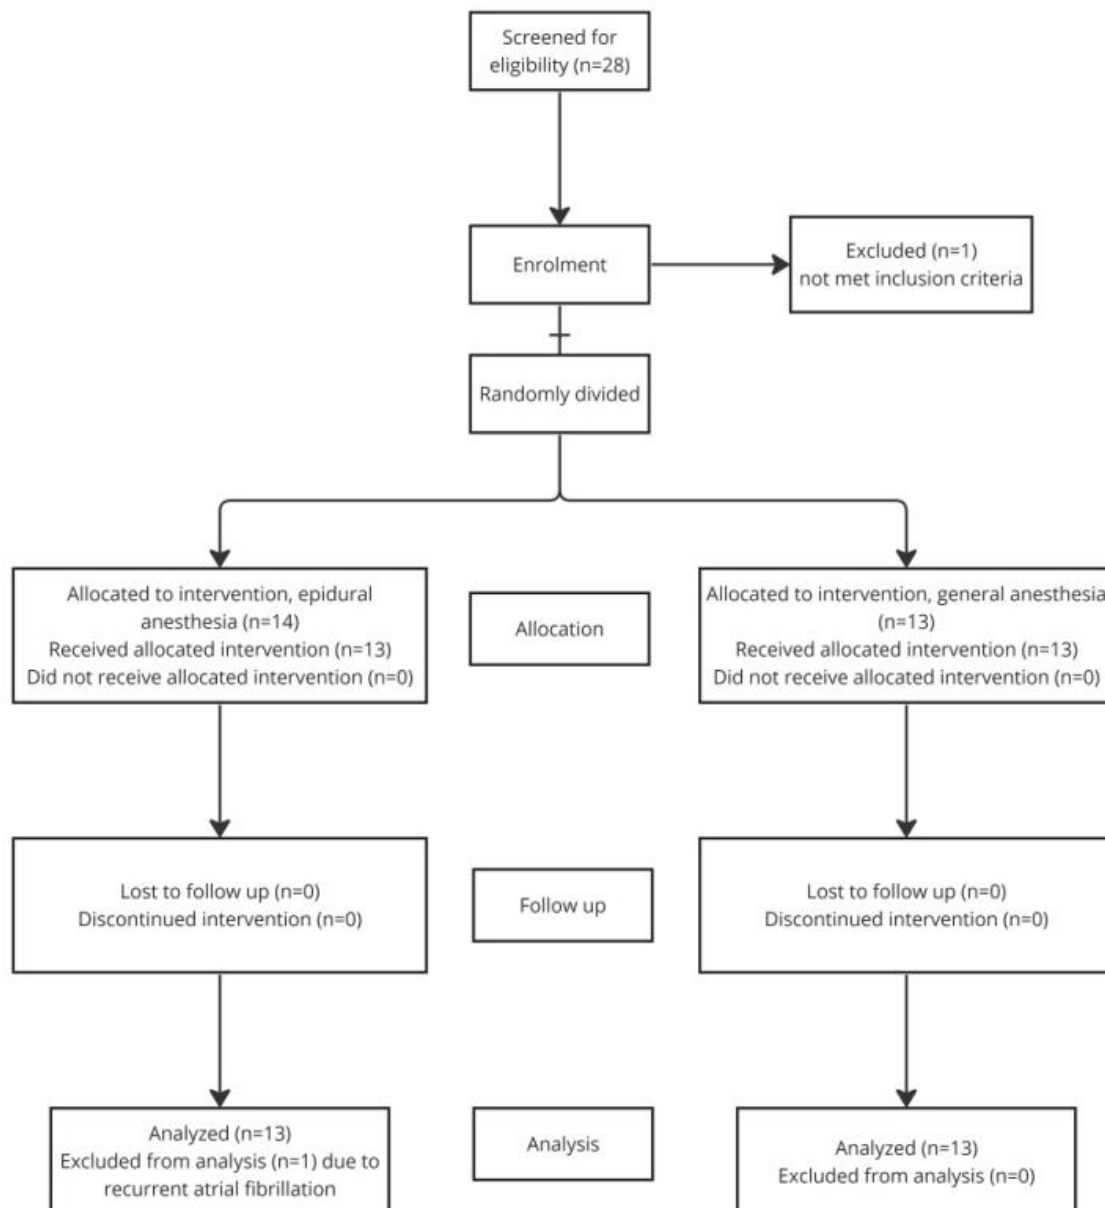 Screened for
eligibility (n=28)
Enrolment
Excluded (n=1)
not met inclusion criteria
Randomly divided
Allocated to intervention, epidural
anesthesia (n=14)
Received allocated intervention (n=13)
Did not receive allocated intervention (n=0)
Allocation
Allocated to intervention, general anesthesia
(n=13)
Received allocated intervention (n=13)
Did not receive allocated intervention (n=0)
Lost to follow up (n=0)
Discontinued intervention (n=0)
Follow up
Lost to follow up (n=0)
Discontinued intervention (n=0)
Analyzed (n=13)
Excluded from analysis (n=1) due to
recurrent atrial fibrillation
Analysis
Analyzed (n=13)
Excluded from analysis (n=0)